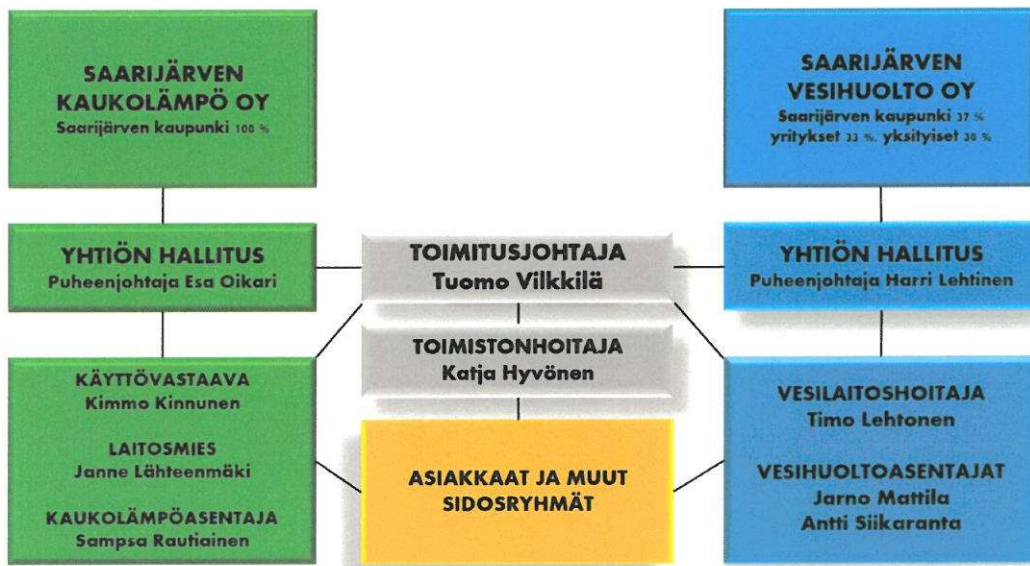 SAARIJÄRVEN
KAUKOLÄMPÖ OY
Saarijärven kaupunki 100 %
YHTIÖN HALLITUS
Puheenjohtaja Esa Oikari
KÄYTTÖVASTAAVA
Kimmo Kinnunen
LAITOSMIES
Janne Lähteenmäki
KAUKOLÄMPÖASENTAJA
Sampsa Rautiainen
TOIMITUSJOHTAJA
Tuomo Vilkkilä
TOIMISTONHOITAJA
Katja Hyvönen
ASIAKKAAT JA MUUT
SIDOSRYHMÄT
SAARIJÄRVEN
VESIHUOLTO OY
Saarijärven kaupunki 37 %
yritykset 33 %, yksityiset 30 %
YHTIÖN HALLITUS
Puheenjohtaja Harri Lehtinen
VESILAITOSHOITAJA
Timo Lehtonen
VESIHUOLTOASENTAJAT
Jarno Mattila
Antti Siikaranta